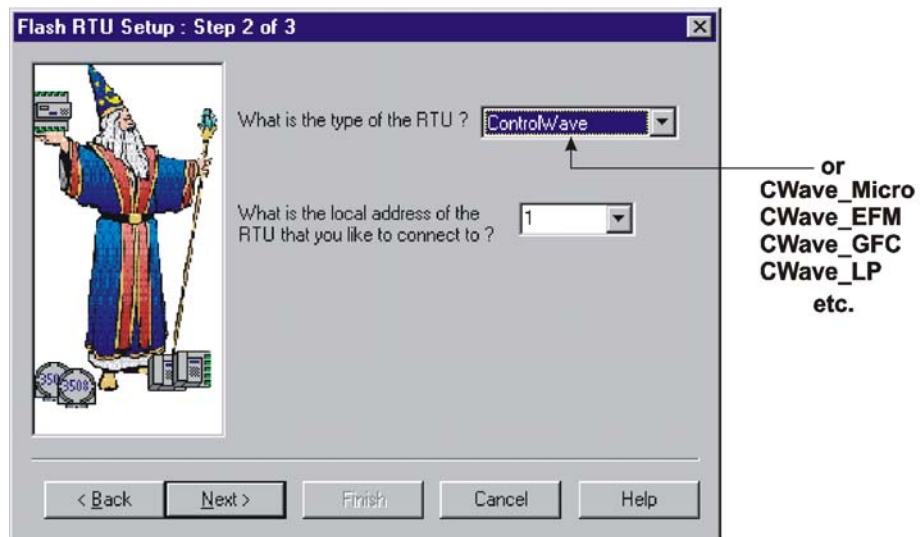 Flash RTU Setup : Step 2 of 3
What is the type of the RTU ?
ControlWave
or
CWave_Micro
CWave_EFM
CWave_GFC
CWave_LP
etc.
What is the local address of the
RTU that you like to connect to ?
1
350
3508
< Back
Next >
Finish
Cancel
Help